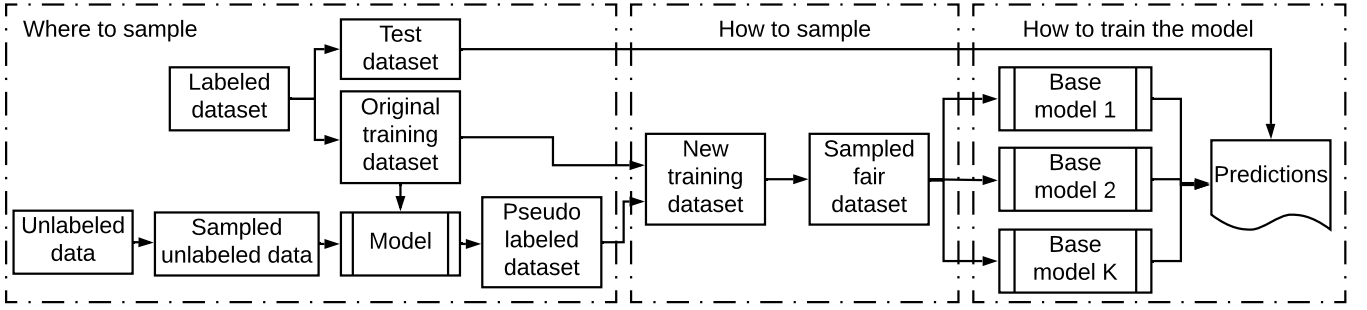 Where to sample
Test
dataset
Labeled
dataset
Original
training
dataset
Unlabeled
data
Sampled
unlabeled data
Model
Pseudo
labeled
dataset
How to sample
New
training
dataset
Sampled
fair
dataset
How to train the model
Base
model 1
Base
model 2
Base
model K
Predictions